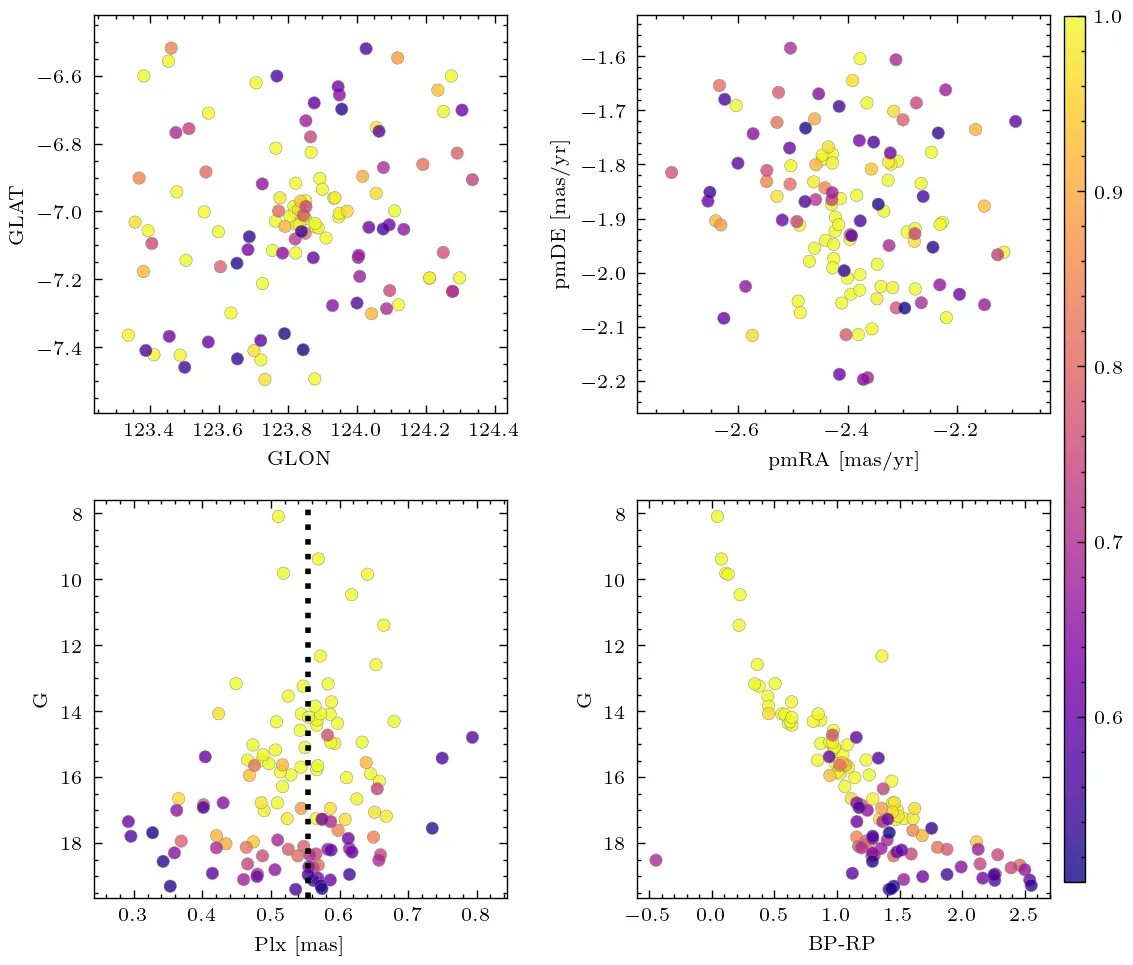 −6.6
−6.8
−7.0
−7.2
−7.4
GLAT
123.4 123.6 123.8 124.0 124.2 124.4
GLON
−1.6
−1.7
−1.8
−1.9
−2.0
−2.1
−2.2
pmDE [mas/yr]
−2.6 −2.4 −2.2
pmRA [mas/yr]
8
10
12
14
16
18
G
0.3 0.4 0.5 0.6 0.7 0.8
Plx [mas]
8
10
12
14
16
18
G
−0.5 0.0 0.5 1.0 1.5 2.0 2.5
BP-RP
1.0
0.9
0.8
0.7
0.6